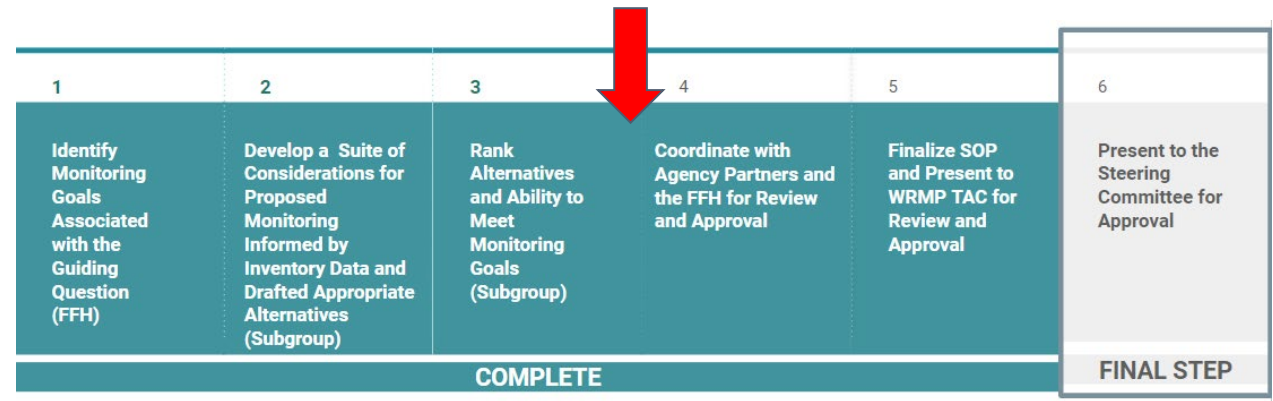 1
Identify
Monitoring
Goals
Associated
with the
Guiding
Question
(FFH)
2
Develop a Suite of
Considerations for
Proposed
Monitoring
Informed by
Inventory Data and
Drafted Appropriate
Alternatives
(Subgroup)
3
Rank
Alternatives
and Ability to
Meet
Monitoring
Goals
(Subgroup)
4
Coordinate with
Agency Partners and
the FFH for Review
and Approval
5
Finalize SOP
and Present to
WRMP TAC for
Review and
Approval
6
Present to the
Steering
Committee for
Approval
COMPLETE
FINAL STEP